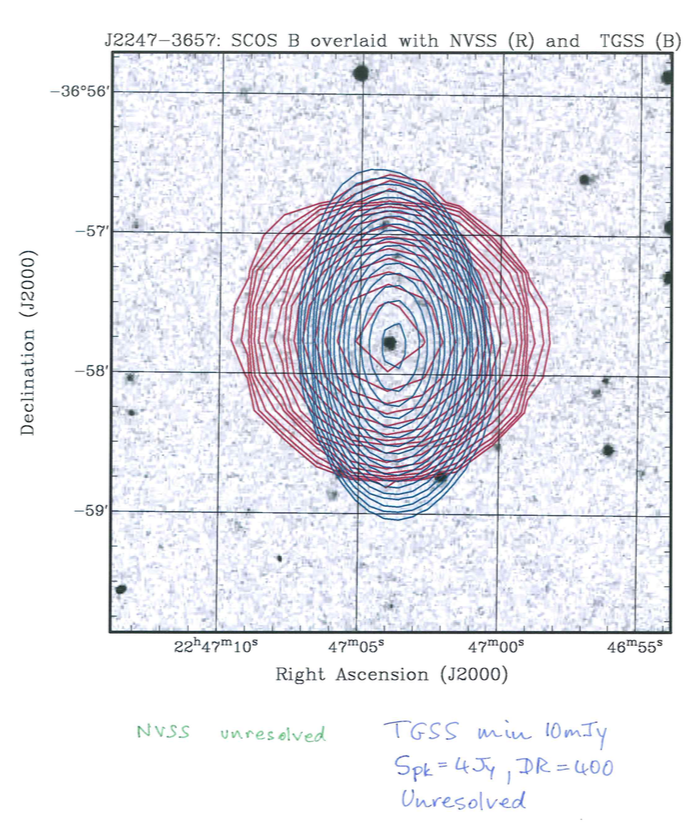 J2247-3657: SCOS B overlaid with NVSS (R) and TGSS (B)
-36°56'
-57'
-58'
-59'
Declination (J2000)
22h47m10s 47m05s 47m00s 46m55s
Right Ascension (J2000)
NVSS unresolved
TGSS min 10mJy
Spk = 4Jy, DR = 400
Unresolved